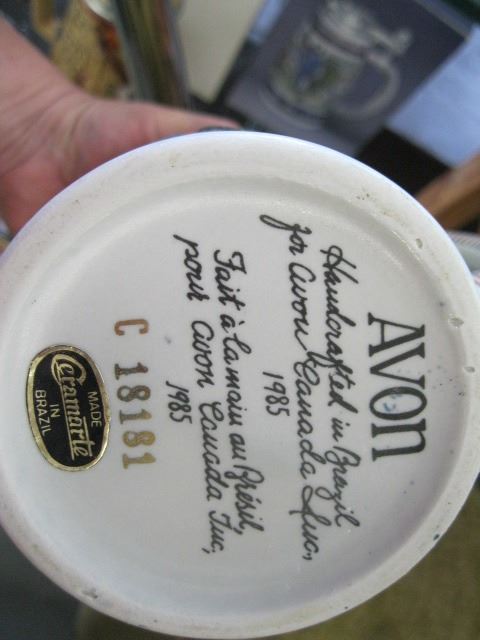 AVON
Handcrafted in Brazil
for Avon Canada Inc,
1985
Fait à la main au Brésil,
pour Avon Canada Inc,
1985
C 18181
MADE
Ceramarte
IN
BRAZIL